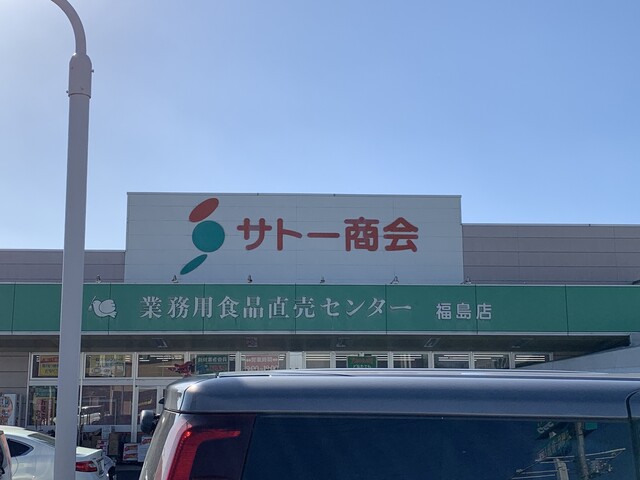 サトー商会
業務用食品直売センター 福島店